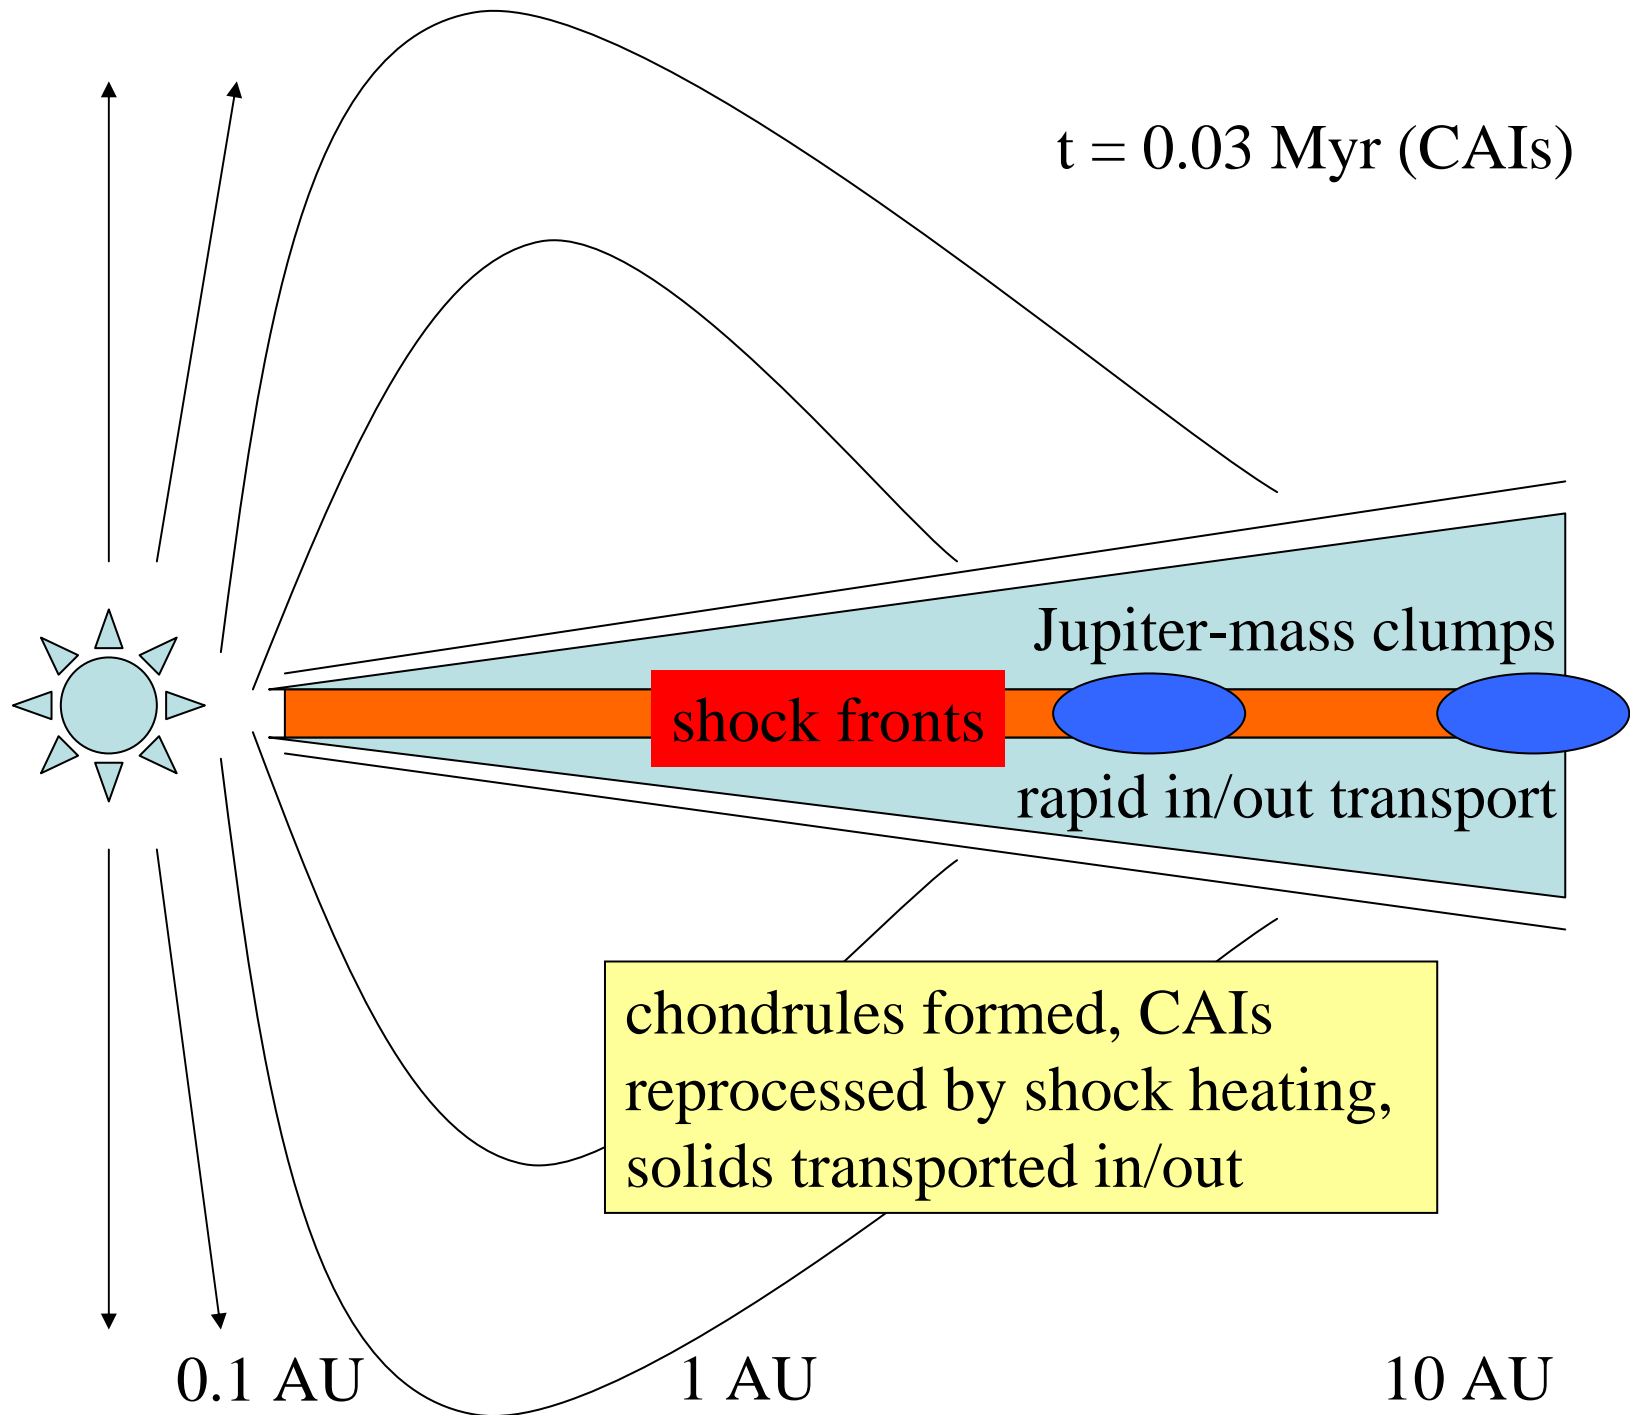 t = 0.03 Myr (CAIs)
Jupiter-mass clumps
shock fronts
rapid in/out transport
chondrules formed, CAIs
reprocessed by shock heating,
solids transported in/out
0.1 AU 1 AU 10 AU